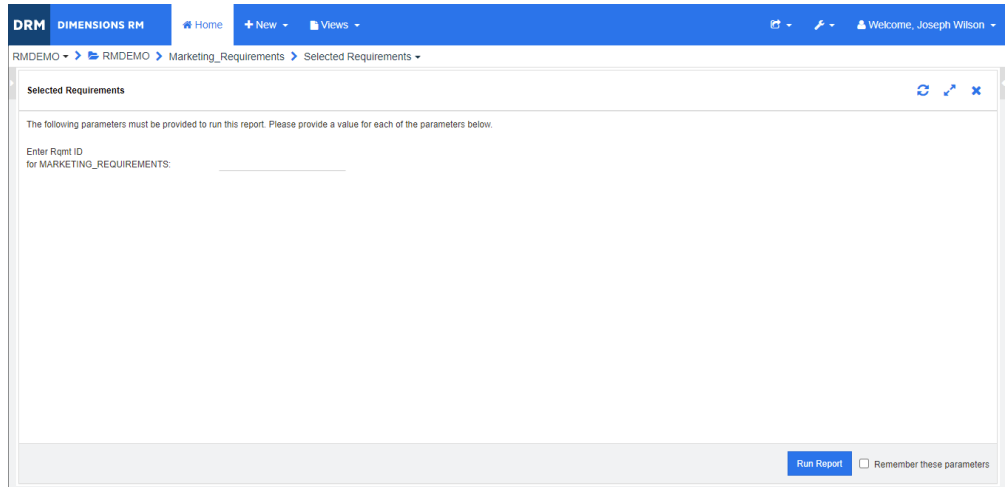 DRM DIMENSIONS RM Home New Views Welcome, Joseph Wilson
RMDEMO RMDEMO Marketing_Requirements Selected Requirements
Selected Requirements
The following parameters must be provided to run this report. Please provide a value for each of the parameters below.
Enter Rqmt ID
for MARKETING_REQUIREMENTS:
Run Report Remember these parameters